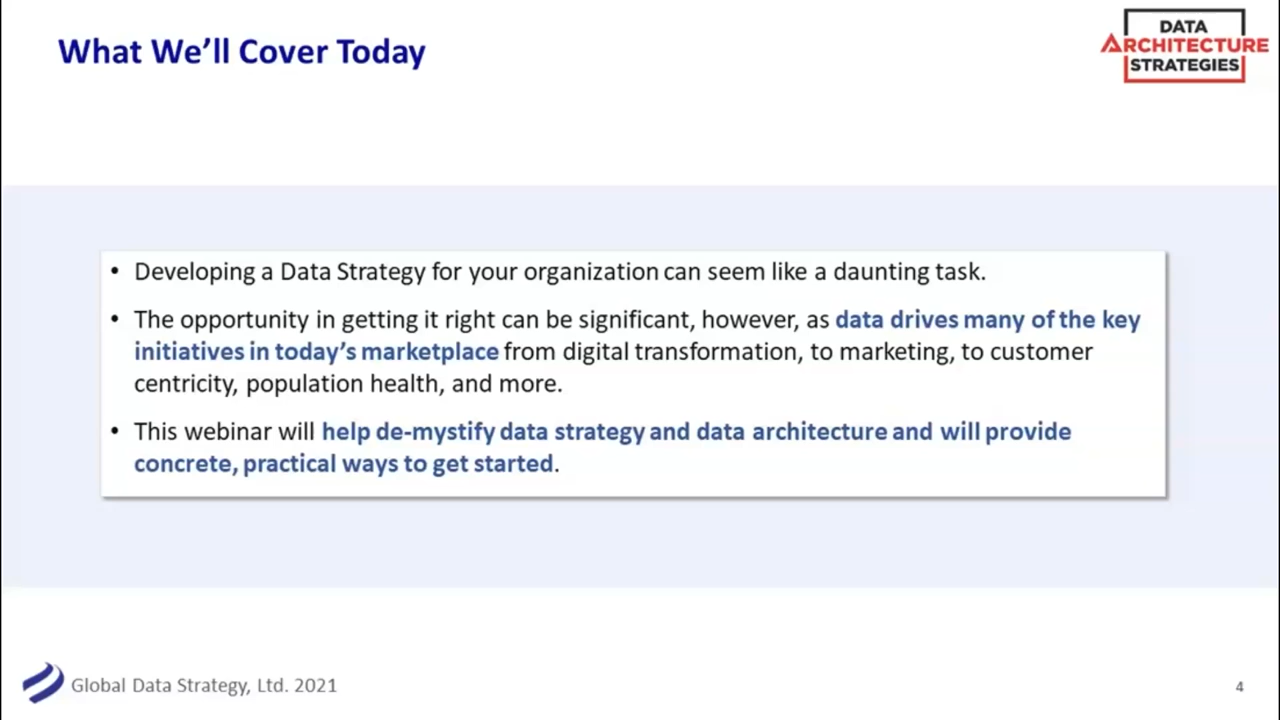 What We’ll Cover Today
DATA
ARCHITECTURE
STRATEGIES
• Developing a Data Strategy for your organization can seem like a daunting task.
• The opportunity in getting it right can be significant, however, as data drives many of the key
initiatives in today’s marketplace from digital transformation, to marketing, to customer
centricity, population health, and more.
• This webinar will help de-mystify data strategy and data architecture and will provide
concrete, practical ways to get started.
Global Data Strategy, Ltd. 2021
4